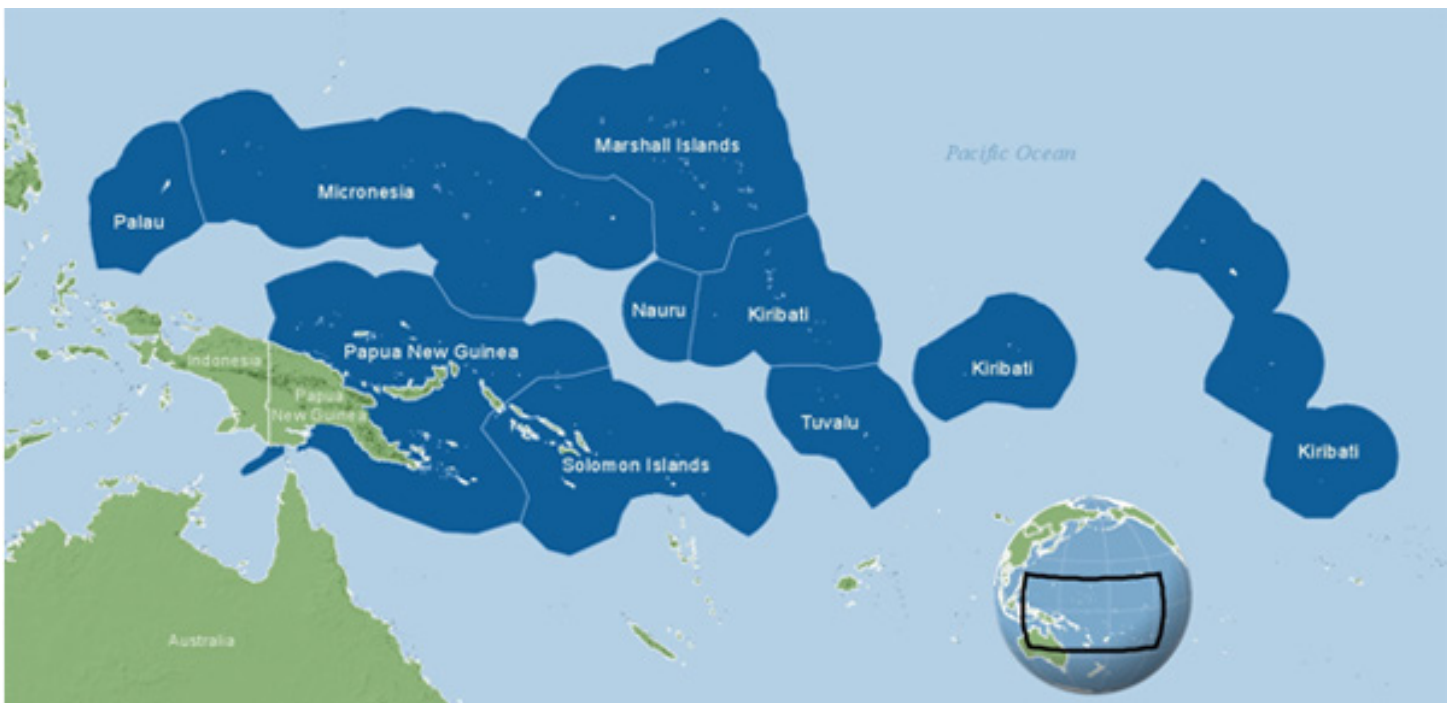 Marshall Islands
Pacific Ocean
Micronesia
Palau
Nauru
Kiribati
Papua New Guinea
Indonesia
Kiribati
Papua
New Guinea
Tuvalu
Solomon Islands
Kiribati
Australia